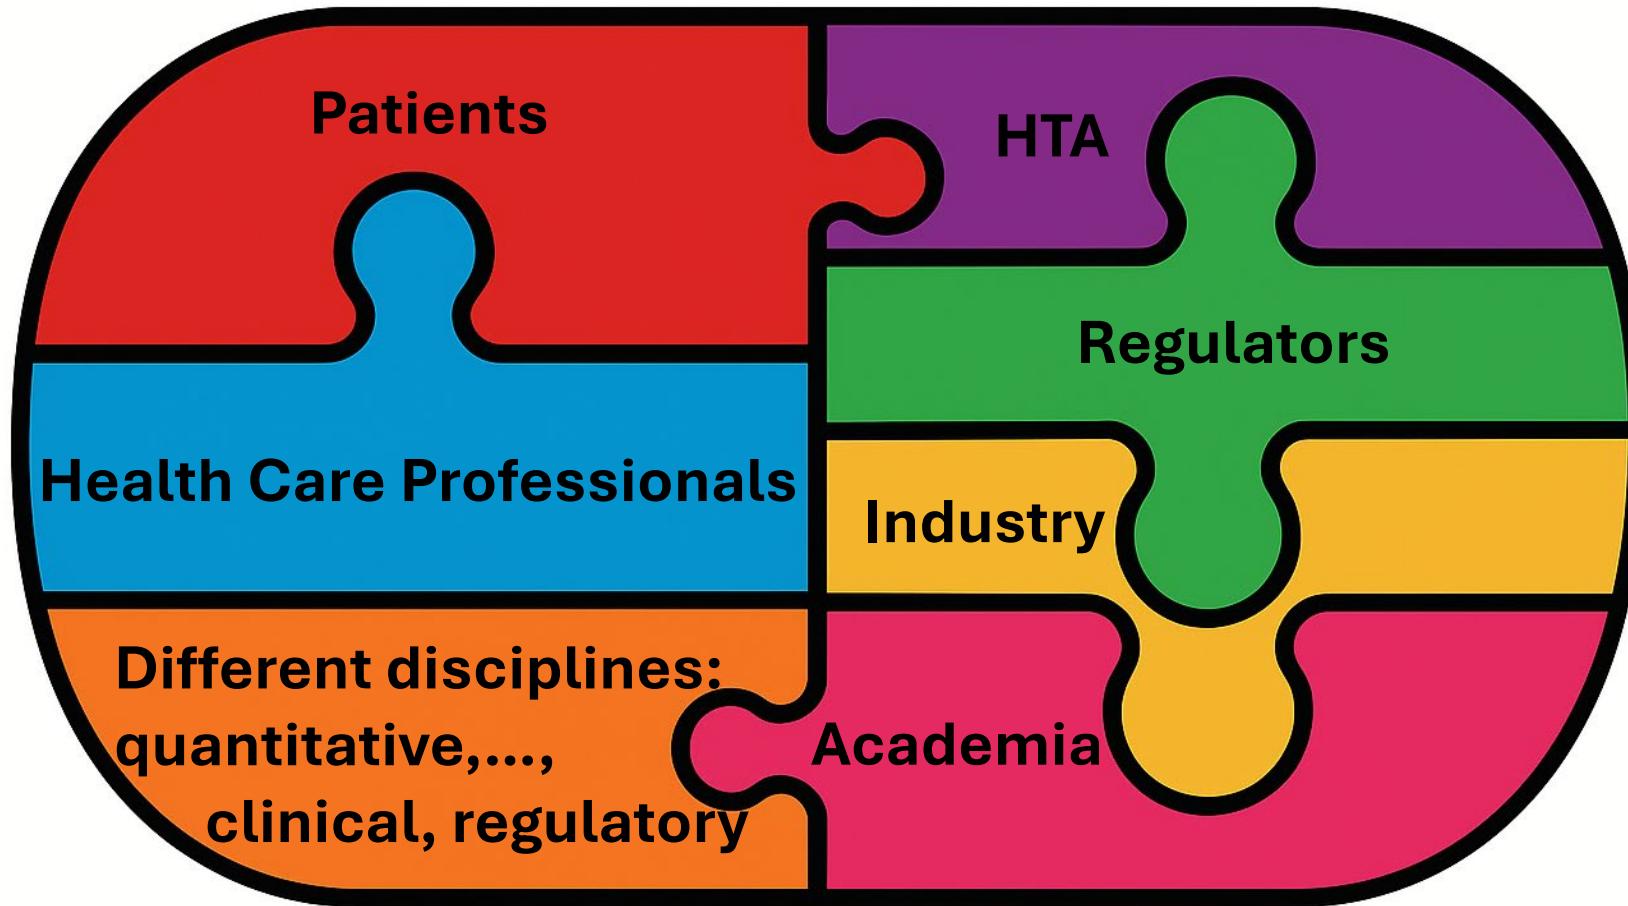 Patients
HTA
Regulators
Health Care Professionals
Industry
Different disciplines:
quantitative,...,
clinical, regulatory
Academia